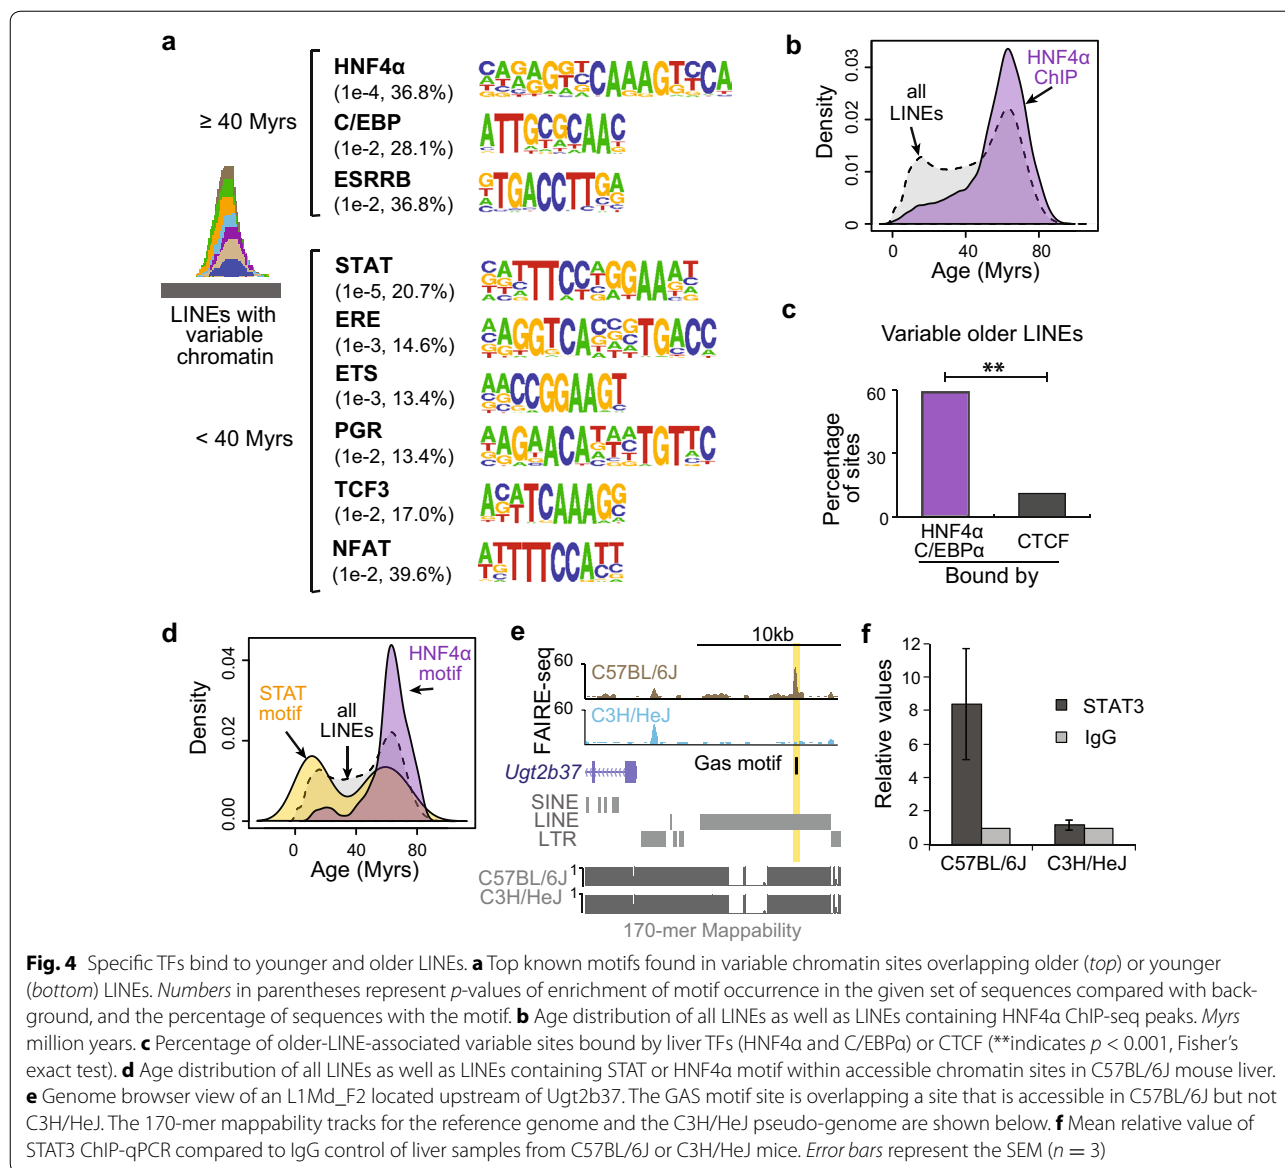 a
≥ 40 Myrs
HNF4α
(1e-4, 36.8%)
C/EBP
(1e-2, 28.1%)
ESRRB
(1e-2, 36.8%)
LINEs with
variable
chromatin
< 40 Myrs
STAT
(1e-5, 20.7%)
ERE
(1e-3, 14.6%)
ETS
(1e-3, 13.4%)
PGR
(1e-2, 13.4%)
TCF3
(1e-2, 17.0%)
NFAT
(1e-2, 39.6%)
b
HNF4α
ChIP
all
LINEs
Density
0.03
0.02
0.01
0
0 40 80
Age (Myrs)
c
Variable older LINEs
**
Percentage
of sites
60
30
0
HNF4α
C/EBPα
CTCF
Bound by
d
Density
0.04
0.02
0.00
HNF4α
motif
STAT
motif
all
LINEs
0 40 80
Age (Myrs)
e
10kb
FAIRE-seq
60
C57BL/6J
60
C3H/HeJ
Gas motif
Ugt2b37
SINE
LINE
LTR
C57BL/6J 1
C3H/HeJ 1
170-mer Mappability
f
Relative values
12
10
8
6
4
2
0
STAT3
IgG
C57BL/6J C3H/HeJ
Fig. 4 Specific TFs bind to younger and older LINEs. a Top known motifs found in variable chromatin sites overlapping older (top) or younger
(bottom) LINEs. Numbers in parentheses represent p-values of enrichment of motif occurrence in the given set of sequences compared with back-
ground, and the percentage of sequences with the motif. b Age distribution of all LINEs as well as LINEs containing HNF4α ChIP-seq peaks. Myrs
million years. c Percentage of older-LINE-associated variable sites bound by liver TFs (HNF4α and C/EBPα) or CTCF (**indicates p < 0.001, Fisher's
exact test). d Age distribution of all LINEs as well as LINEs containing STAT or HNF4α motif within accessible chromatin sites in C57BL/6J mouse liver.
e Genome browser view of an L1Md_F2 located upstream of Ugt2b37. The GAS motif site is overlapping a site that is accessible in C57BL/6J but not
C3H/HeJ. The 170-mer mappability tracks for the reference genome and the C3H/HeJ pseudo-genome are shown below. f Mean relative value of
STAT3 ChIP-qPCR compared to IgG control of liver samples from C57BL/6J or C3H/HeJ mice. Error bars represent the SEM (n = 3)